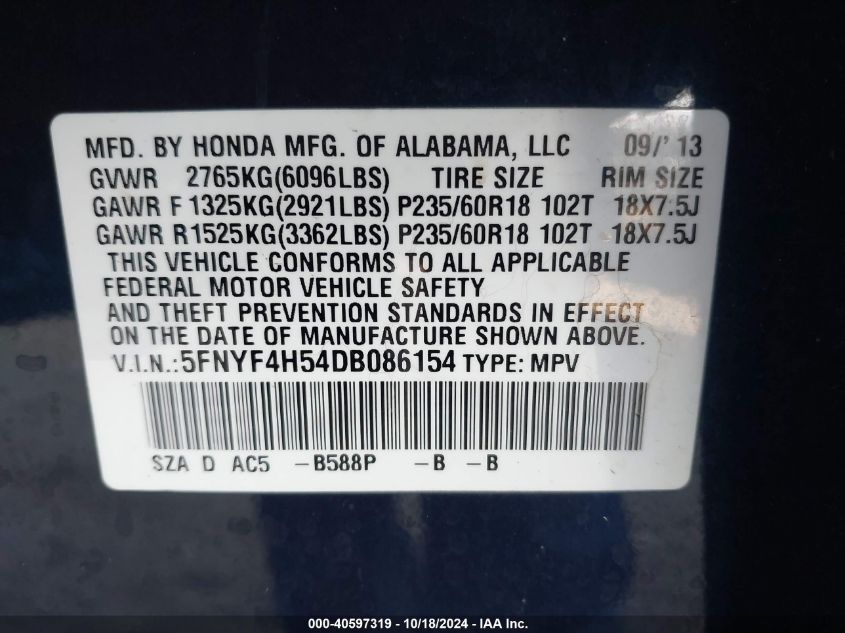 MFD. BY HONDA MFG. OF ALABAMA, LLC 09/' 13
GVWR 2765KG(6096LBS) TIRE SIZE RIM SIZE
GAWR F 1325KG(2921LBS) P235/60R18 102T 18X7.5J
GAWR R1525KG(3362LBS) P235/60R18 102T 18X7.5J
THIS VEHICLE CONFORMS TO ALL APPLICABLE
FEDERAL MOTOR VEHICLE SAFETY
AND THEFT PREVENTION STANDARDS IN EFFECT
ON THE DATE OF MANUFACTURE SHOWN ABOVE.
V.I.N.:5FNYF4H54DB086154 TYPE: MPV
SZA D AC5 -B588P -B -B
000-40597319 - 10/18/2024 - IAA Inc.